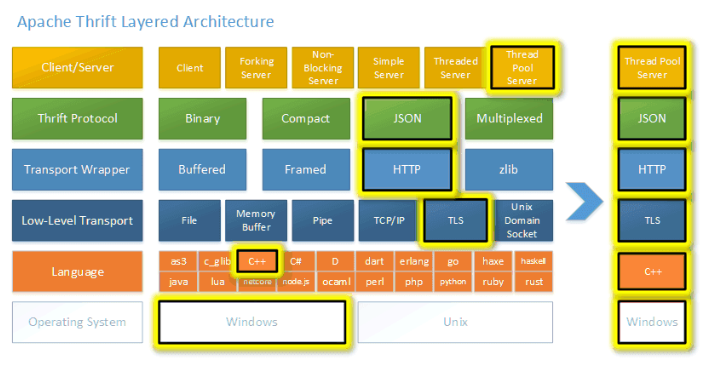 Apache Thrift Layered Architecture
Client/Server
Client
Forking
Server
Non-
Blocking
Server
Simple
Server
Threaded
Server
Thread
Pool
Server
Thread Pool
Server
Thrift Protocol
Binary
Compact
JSON
Multiplexed
JSON
Transport Wrapper
Buffered
Framed
HTTP
zlib
HTTP
Low-Level Transport
File
Memory
Buffer
Pipe
TCP/IP
TLS
Unix
Domain
Socket
TLS
Language
as3
c_glib
C++
C#
D
dart
erlang
go
haxe
haskell
java
lua
netcore
node.js
ocaml
perl
php
python
ruby
rust
C++
Operating System
Windows
Unix
Windows